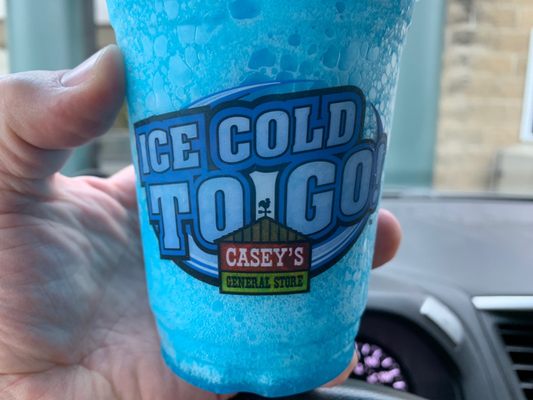 ICE COLD
TO GO!
CASEY'S
GENERAL STORE